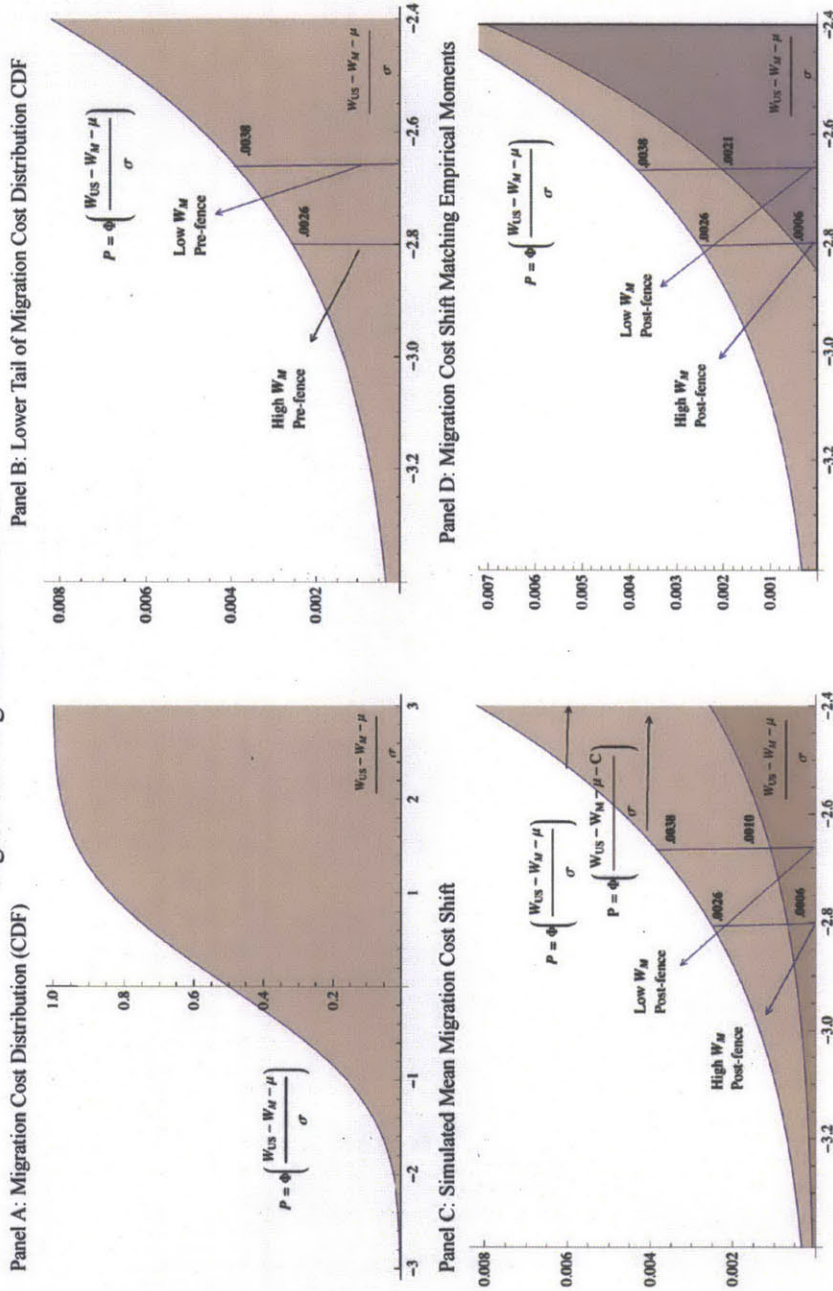 Panel A: Migration Cost Distribution (CDF)
1.0
0.8
0.6
0.4
0.2
-3
-2
-1
1
2
3
P = Φ((W_US − W_M − μ)/σ)
(W_US − W_M − μ)/σ
Panel B: Lower Tail of Migration Cost Distribution CDF
0.008
0.006
0.004
0.002
-3.2
-3.0
-2.8
-2.6
-2.4
P = Φ((W_US − W_M − μ)/σ)
High W_M
Pre-fence
Low W_M
Pre-fence
.0026
.0038
(W_US − W_M − μ)/σ
Panel C: Simulated Mean Migration Cost Shift
0.008
0.006
0.004
0.002
-3.2
-3.0
-2.8
-2.6
-2.4
P = Φ((W_US − W_M − μ)/σ)
P = Φ((W_US − W_M − μ − C)/σ)
High W_M
Post-fence
Low W_M
Post-fence
.0026
.0038
.0006
.0010
(W_US − W_M − μ)/σ
Panel D: Migration Cost Shift Matching Empirical Moments
0.007
0.006
0.005
0.004
0.003
0.002
0.001
-3.2
-3.0
-2.8
-2.6
-2.4
P = Φ((W_US − W_M − μ)/σ)
High W_M
Post-fence
Low W_M
Post-fence
.0026
.0038
.0006
.0021
(W_US − W_M − μ)/σ